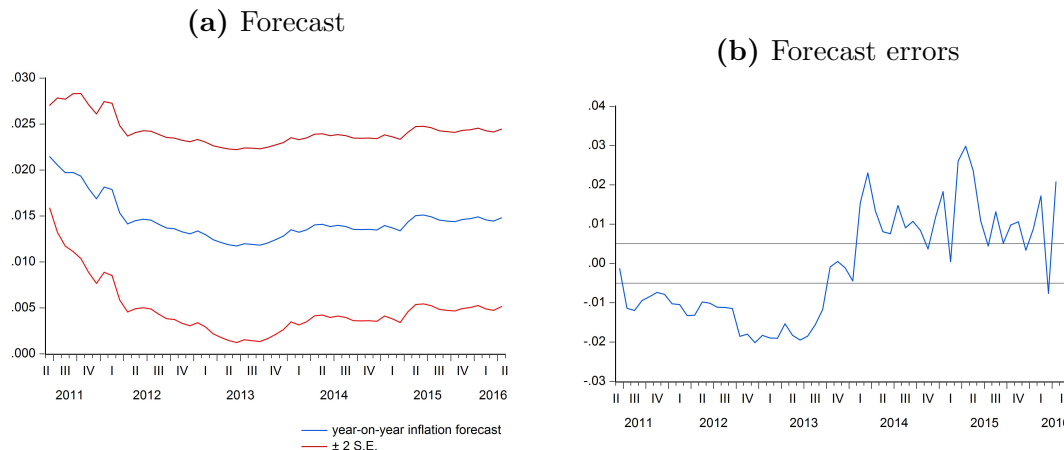 (a) Forecast
.030
.025
.020
.015
.010
.005
.000
II III IV I II III IV I II III IV I II III IV I II III IV I II
2011 2012 2013 2014 2015 2016
year-on-year inflation forecast
± 2 S.E.
(b) Forecast errors
.04
.03
.02
.01
.00
-.01
-.02
-.03
II III IV I II III IV I II III IV I II III IV I II III IV I I
2011 2012 2013 2014 2015 2016